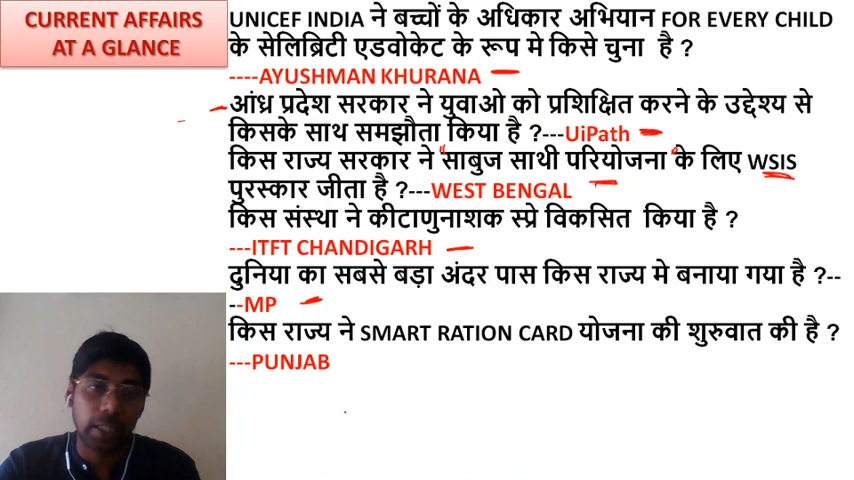 CURRENT AFFAIRS
AT A GLANCE
UNICEF INDIA ने बच्चों के अधिकार अभियान FOR EVERY CHILD
के सेलिब्रिटी एडवोकेट के रूप मे किसे चुना है ?
----AYUSHMAN KHURANA
आंध्र प्रदेश सरकार ने युवाओ को प्रशिक्षित करने के उद्देश्य से
किसके साथ समझौता किया है ?---UiPath
किस राज्य सरकार ने साबुज साथी परियोजना के लिए WSIS
पुरस्कार जीता है ?---WEST BENGAL
किस संस्था ने कीटाणुनाशक स्प्रे विकसित किया है ?
---ITFT CHANDIGARH
दुनिया का सबसे बड़ा अंदर पास किस राज्य मे बनाया गया है ?--
--MP
किस राज्य ने SMART RATION CARD योजना की शुरुवात की है ?
---PUNJAB